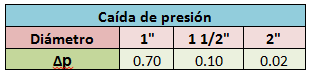 Caída de presión
Diámetro 1" 1 1/2" 2"
Δp 0.70 0.10 0.02